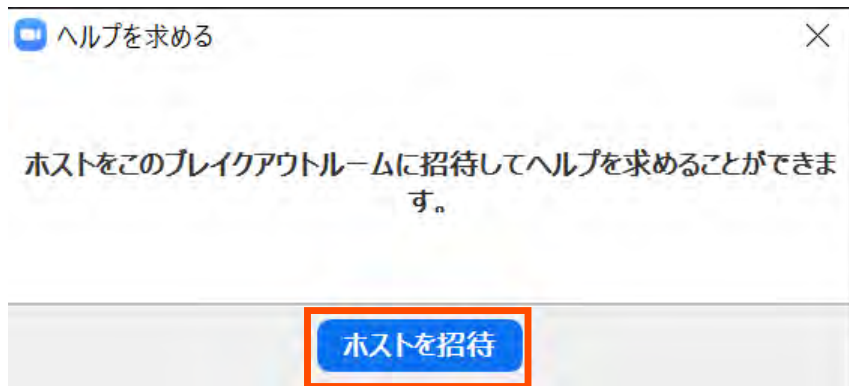 ヘルプを求める
ホストをこのブレイクアウトルームに招待してヘルプを求めることができま
す。
ホストを招待